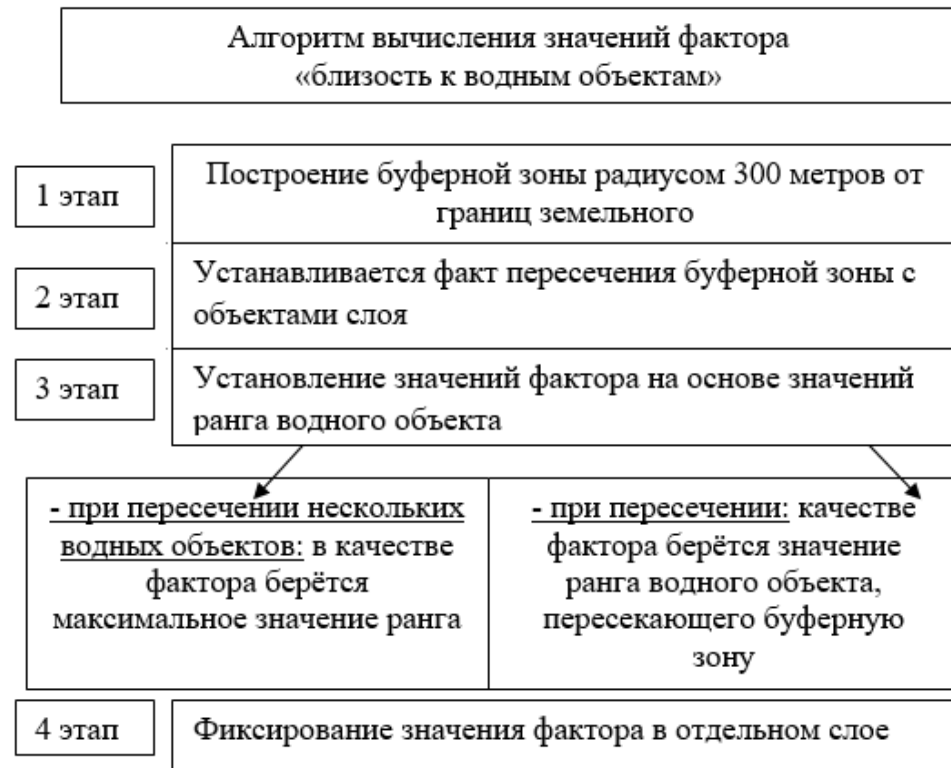 Алгоритм вычисления значений фактора
«близость к водным объектам»
1 этап
Построение буферной зоны радиусом 300 метров от
границ земельного
2 этап
Устанавливается факт пересечения буферной зоны с
объектами слоя
3 этап
Установление значений фактора на основе значений
ранга водного объекта
- при пересечении нескольких
водных объектов: в качестве
фактора берётся
максимальное значение ранга
- при пересечении: качестве
фактора берётся значение
ранга водного объекта,
пересекающего буферную
зону
4 этап
Фиксирование значения фактора в отдельном слое